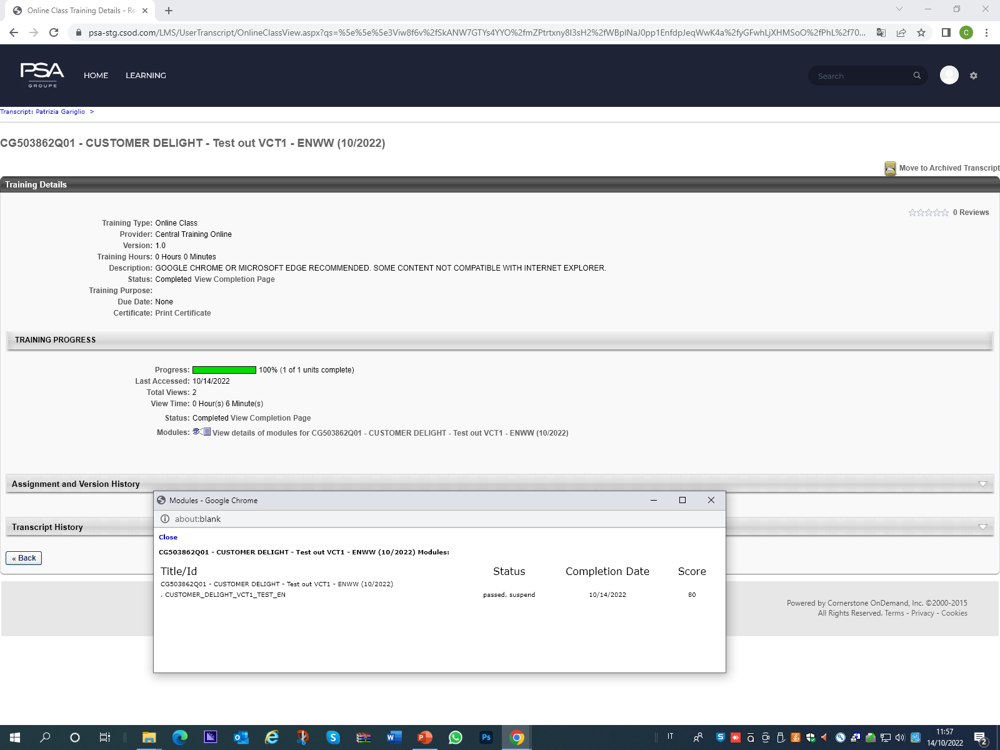 Online Class Training Details - Re
psa-stg.csod.com/LMS/UserTranscript/OnlineClassView.aspx?qs=%5e%5e%5e3Viw8f6v%2fSkANW7GTYs4YYO%2fmZPtrtxny8I3sH2%2fWBplNaJ0pp1EnfdpJeqWwK4a%2fyGFwhLjXHMSoO%2fPhL%2f70...
C
PSA
GROUPE
HOME
LEARNING
Search
Transcript: Patrizia Gariglio >
CG503862Q01 - CUSTOMER DELIGHT - Test out VCT1 - ENWW (10/2022)
Move to Archived Transcript
Training Details
0 Reviews
Training Type: Online Class
Provider: Central Training Online
Version: 1.0
Training Hours: 0 Hours 0 Minutes
Description: GOOGLE CHROME OR MICROSOFT EDGE RECOMMENDED. SOME CONTENT NOT COMPATIBLE WITH INTERNET EXPLORER.
Status: Completed View Completion Page
Training Purpose:
Due Date: None
Certificate: Print Certificate
TRAINING PROGRESS
Progress: 100% (1 of 1 units complete)
Last Accessed: 10/14/2022
Total Views: 2
View Time: 0 Hour(s) 6 Minute(s)
Status: Completed View Completion Page
Modules: View details of modules for CG503862Q01 - CUSTOMER DELIGHT - Test out VCT1 - ENWW (10/2022)
Assignment and Version History
Transcript History
« Back
Modules - Google Chrome
about:blank
Close
CG503862Q01 - CUSTOMER DELIGHT - Test out VCT1 - ENWW (10/2022) Modules:
Title/Id Status Completion Date Score
CG503862Q01 - CUSTOMER DELIGHT - Test out VCT1 - ENWW (10/2022)
. CUSTOMER_DELIGHT_VCT1_TEST_EN passed, suspend 10/14/2022 80
Powered by Cornerstone OnDemand, Inc. ©2000-2015
All Rights Reserved. Terms - Privacy - Cookies
IT
11:57
14/10/2022
2